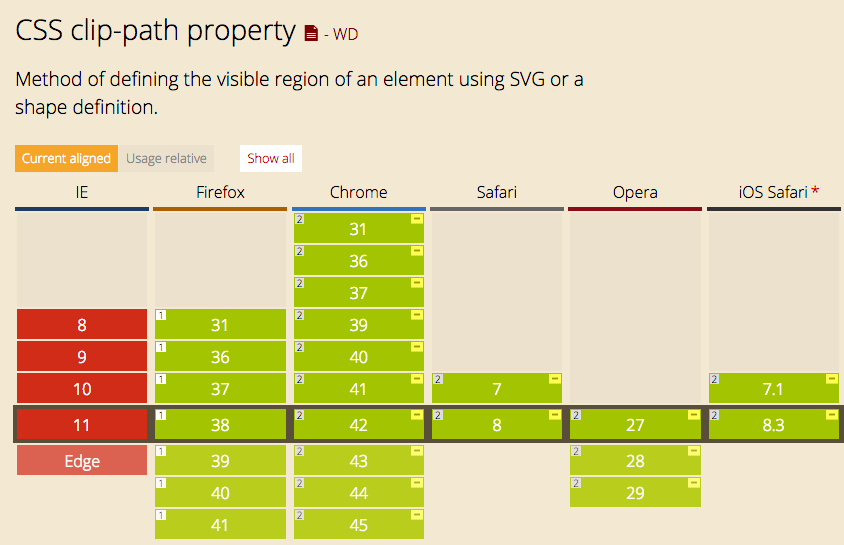 CSS clip-path property - WD
Method of defining the visible region of an element using SVG or a
shape definition.
Current aligned Usage relative Show all
IE Firefox Chrome Safari Opera iOS Safari *
2 31 -
2 36 -
2 37 -
8 1 31 2 39 -
9 1 36 2 40 -
10 1 37 2 41 - 2 7 - 2 7.1 -
11 1 38 2 42 - 2 8 - 2 27 - 2 8.3 -
Edge 1 39 2 43 - 2 28 -
1 40 2 44 - 2 29 -
1 41 2 45 -